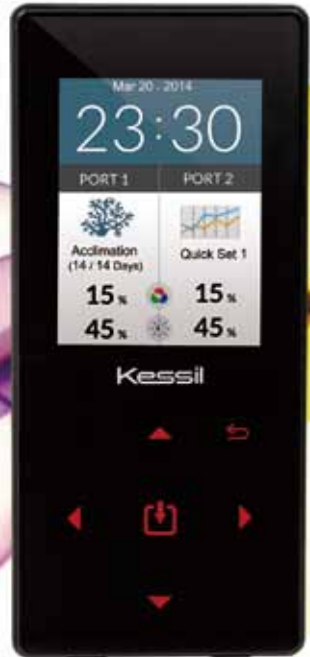 Mar 20 - 2014
23:30
PORT 1 PORT 2
Acclimation
(14 / 14 Days)
Quick Set 1
15 % 15 %
45 % 45 %
Kessil